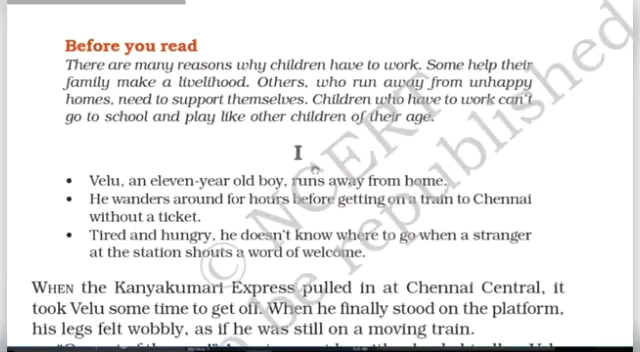 Before you read
There are many reasons why children have to work. Some help their
family make a livelihood. Others, who run away from unhappy
homes, need to support themselves. Children who have to work can't
go to school and play like other children of their age.
I
• Velu, an eleven-year old boy, runs away from home.
• He wanders around for hours before getting on a train to Chennai
without a ticket.
• Tired and hungry, he doesn't know where to go when a stranger
at the station shouts a word of welcome.
WHEN the Kanyakumari Express pulled in at Chennai Central, it
took Velu some time to get off. When he finally stood on the platform,
his legs felt wobbly, as if he was still on a moving train.
© NCERT
be republished